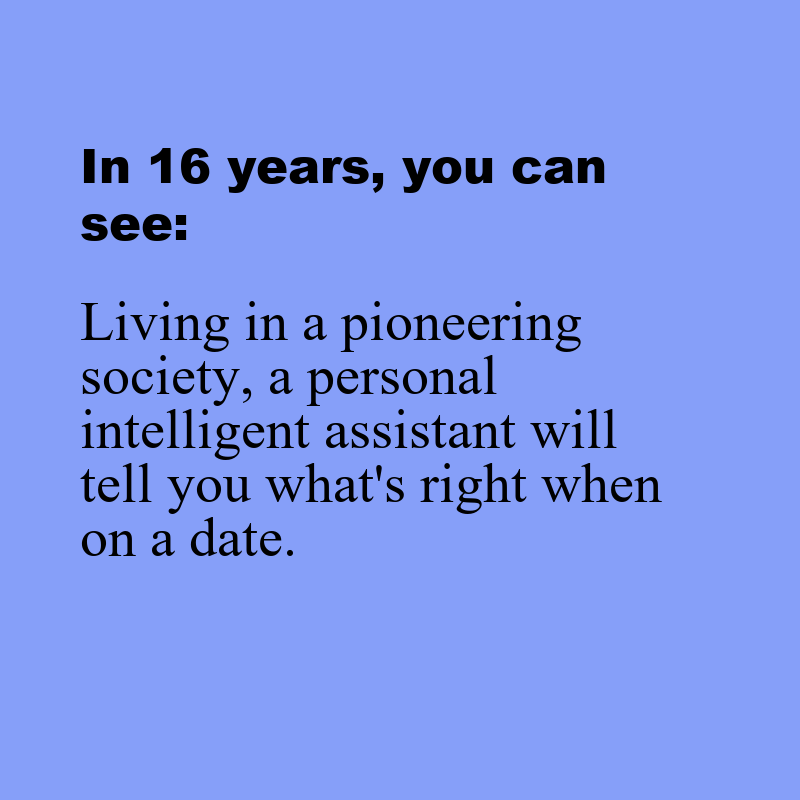 In 16 years, you can
see:
Living in a pioneering
society, a personal
intelligent assistant will
tell you what's right when
on a date.